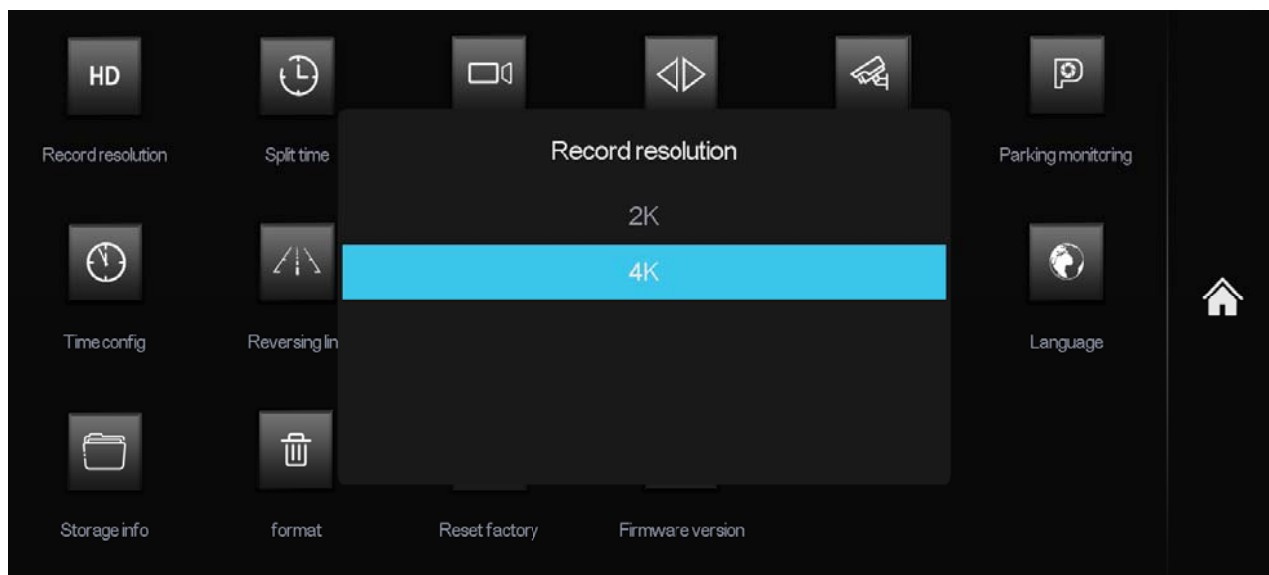 HD
Record resolution
Split time
Parking monitoring
Record resolution
2K
4K
Time config
Reversing lin
Language
Storage info
format
Reset factory
Firmware version